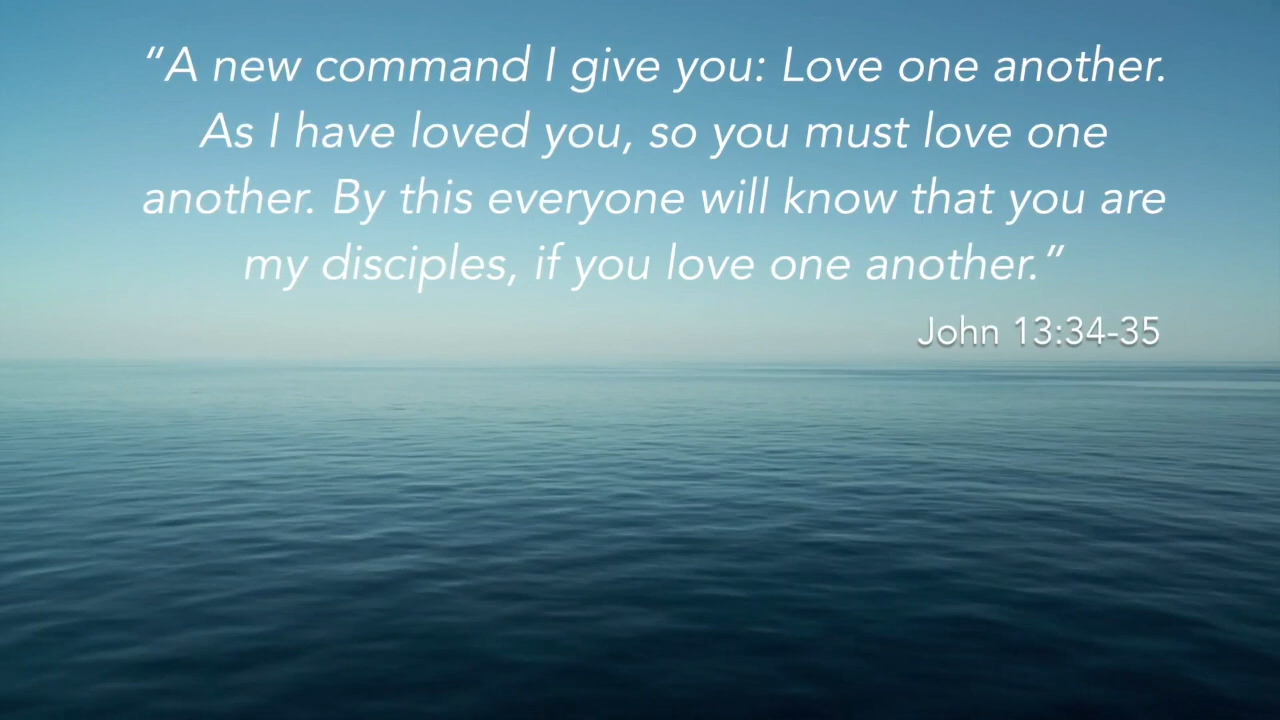 “A new command I give you: Love one another.
As I have loved you, so you must love one
another. By this everyone will know that you are
my disciples, if you love one another.”
John 13:34-35